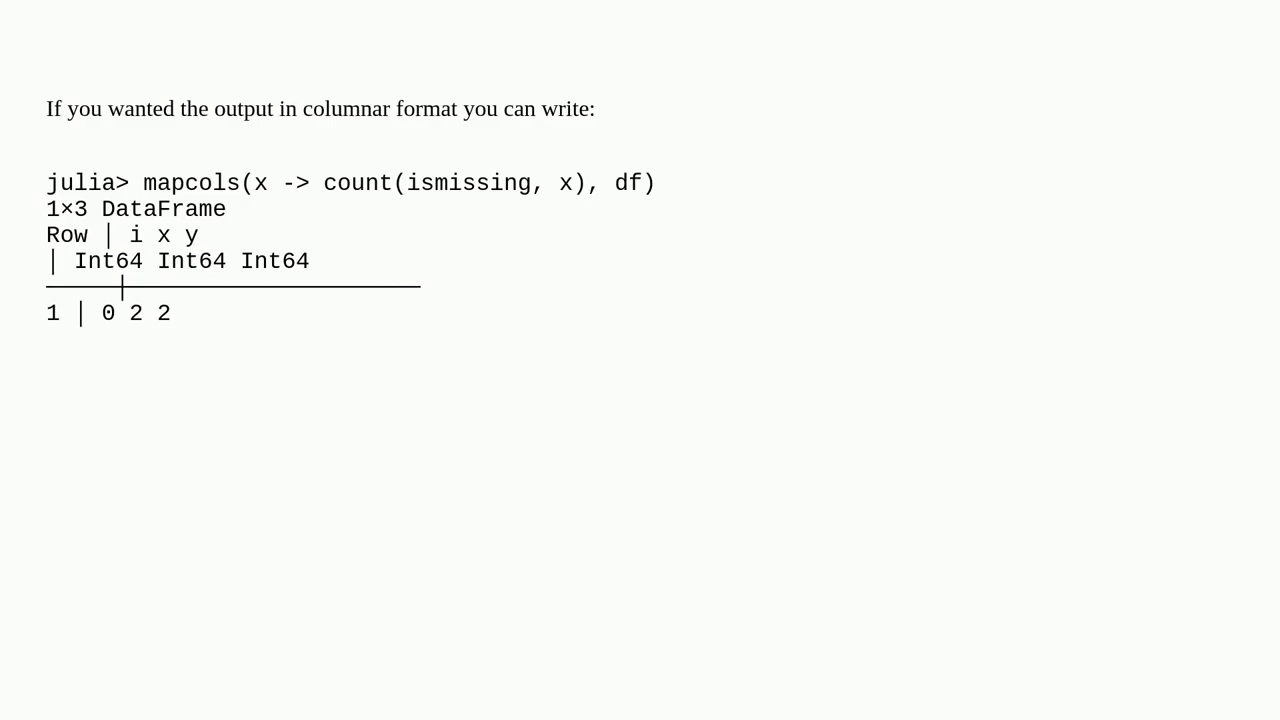 If you wanted the output in columnar format you can write:
julia> mapcols(x -> count(ismissing, x), df)
1×3 DataFrame
Row │ i x y
│ Int64 Int64 Int64
─────┼─────────────────────
1 │ 0 2 2